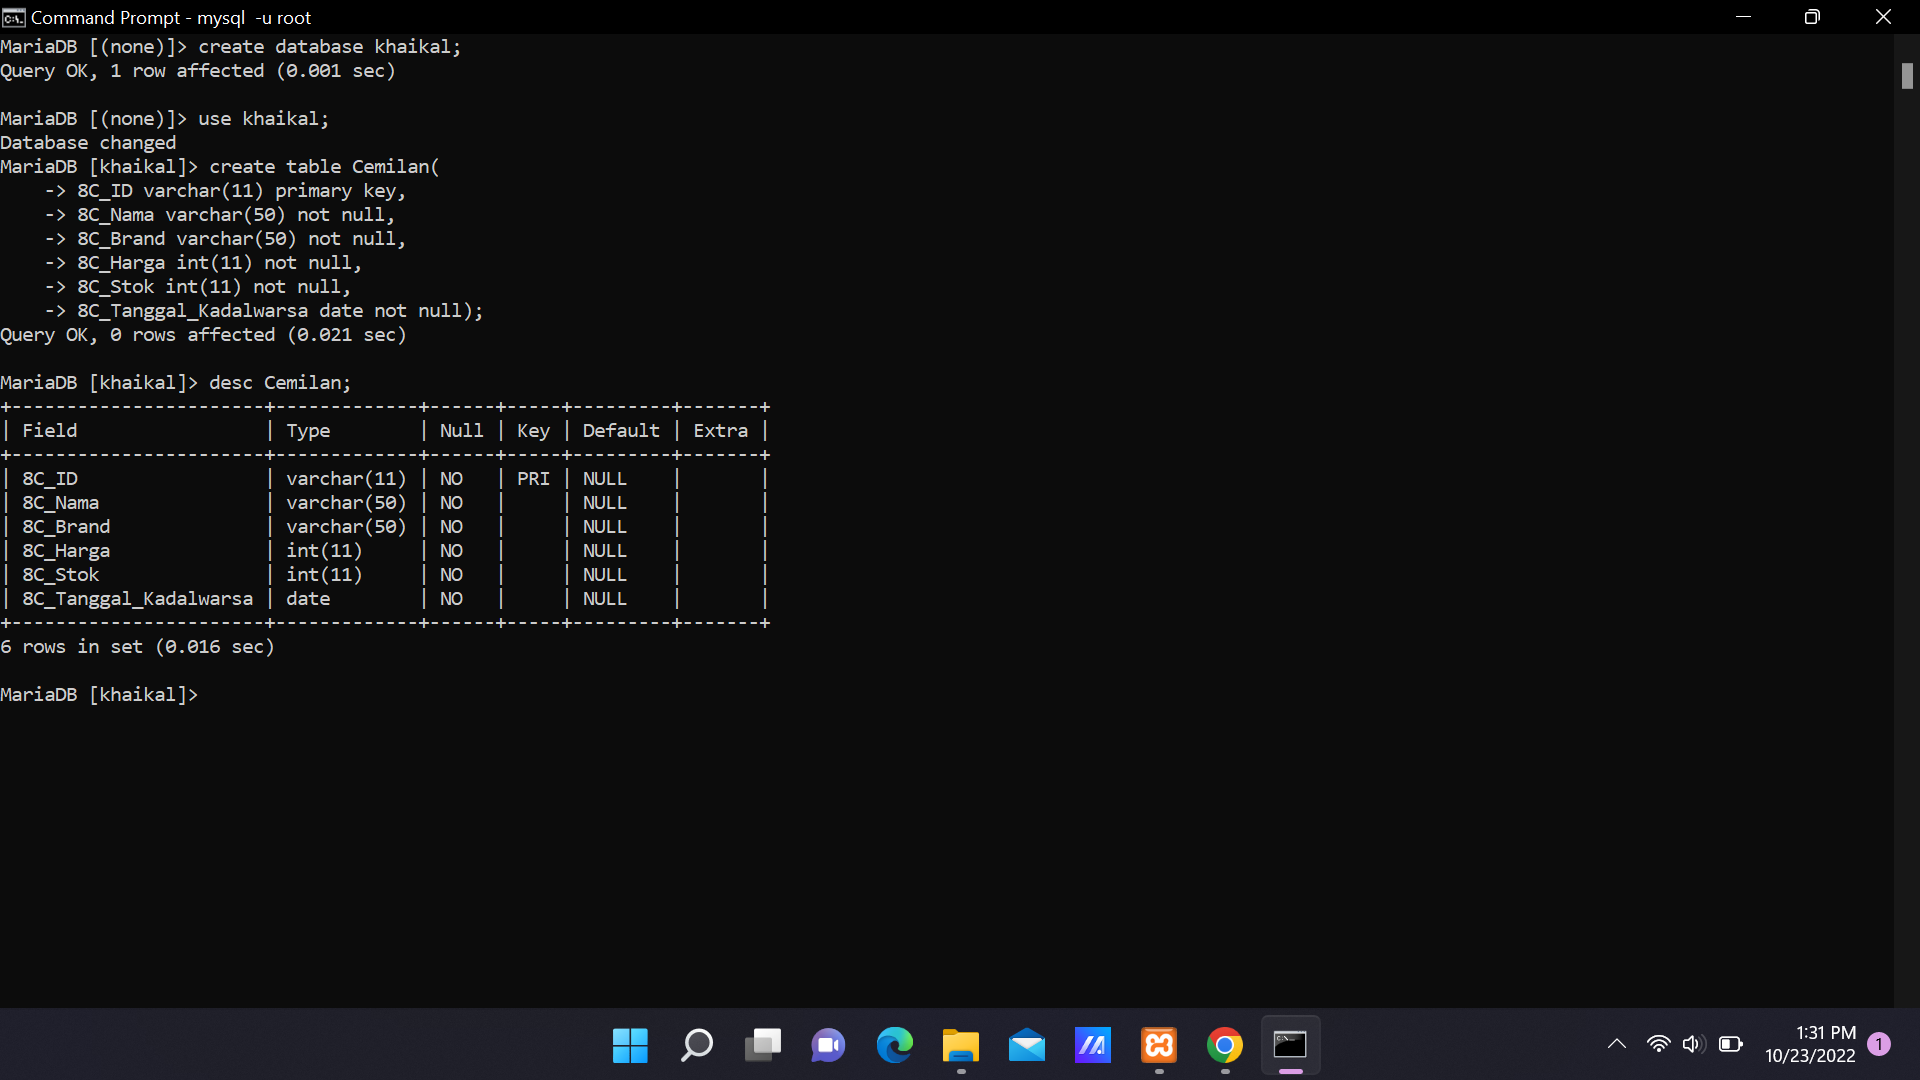 Command Prompt - mysql  -u root
MariaDB [(none)]> create database khaikal;
Query OK, 1 row affected (0.001 sec)

MariaDB [(none)]> use khaikal;
Database changed
MariaDB [khaikal]> create table Cemilan(
    -> 8C_ID varchar(11) primary key,
    -> 8C_Nama varchar(50) not null,
    -> 8C_Brand varchar(50) not null,
    -> 8C_Harga int(11) not null,
    -> 8C_Stok int(11) not null,
    -> 8C_Tanggal_Kadalwarsa date not null);
Query OK, 0 rows affected (0.021 sec)

MariaDB [khaikal]> desc Cemilan;
+-----------------------+-------------+------+-----+---------+-------+
| Field                 | Type        | Null | Key | Default | Extra |
+-----------------------+-------------+------+-----+---------+-------+
| 8C_ID                 | varchar(11) | NO   | PRI | NULL    |       |
| 8C_Nama               | varchar(50) | NO   |     | NULL    |       |
| 8C_Brand              | varchar(50) | NO   |     | NULL    |       |
| 8C_Harga              | int(11)     | NO   |     | NULL    |       |
| 8C_Stok               | int(11)     | NO   |     | NULL    |       |
| 8C_Tanggal_Kadalwarsa | date        | NO   |     | NULL    |       |
+-----------------------+-------------+------+-----+---------+-------+
6 rows in set (0.016 sec)

MariaDB [khaikal]>
1:31 PM
10/23/2022
1